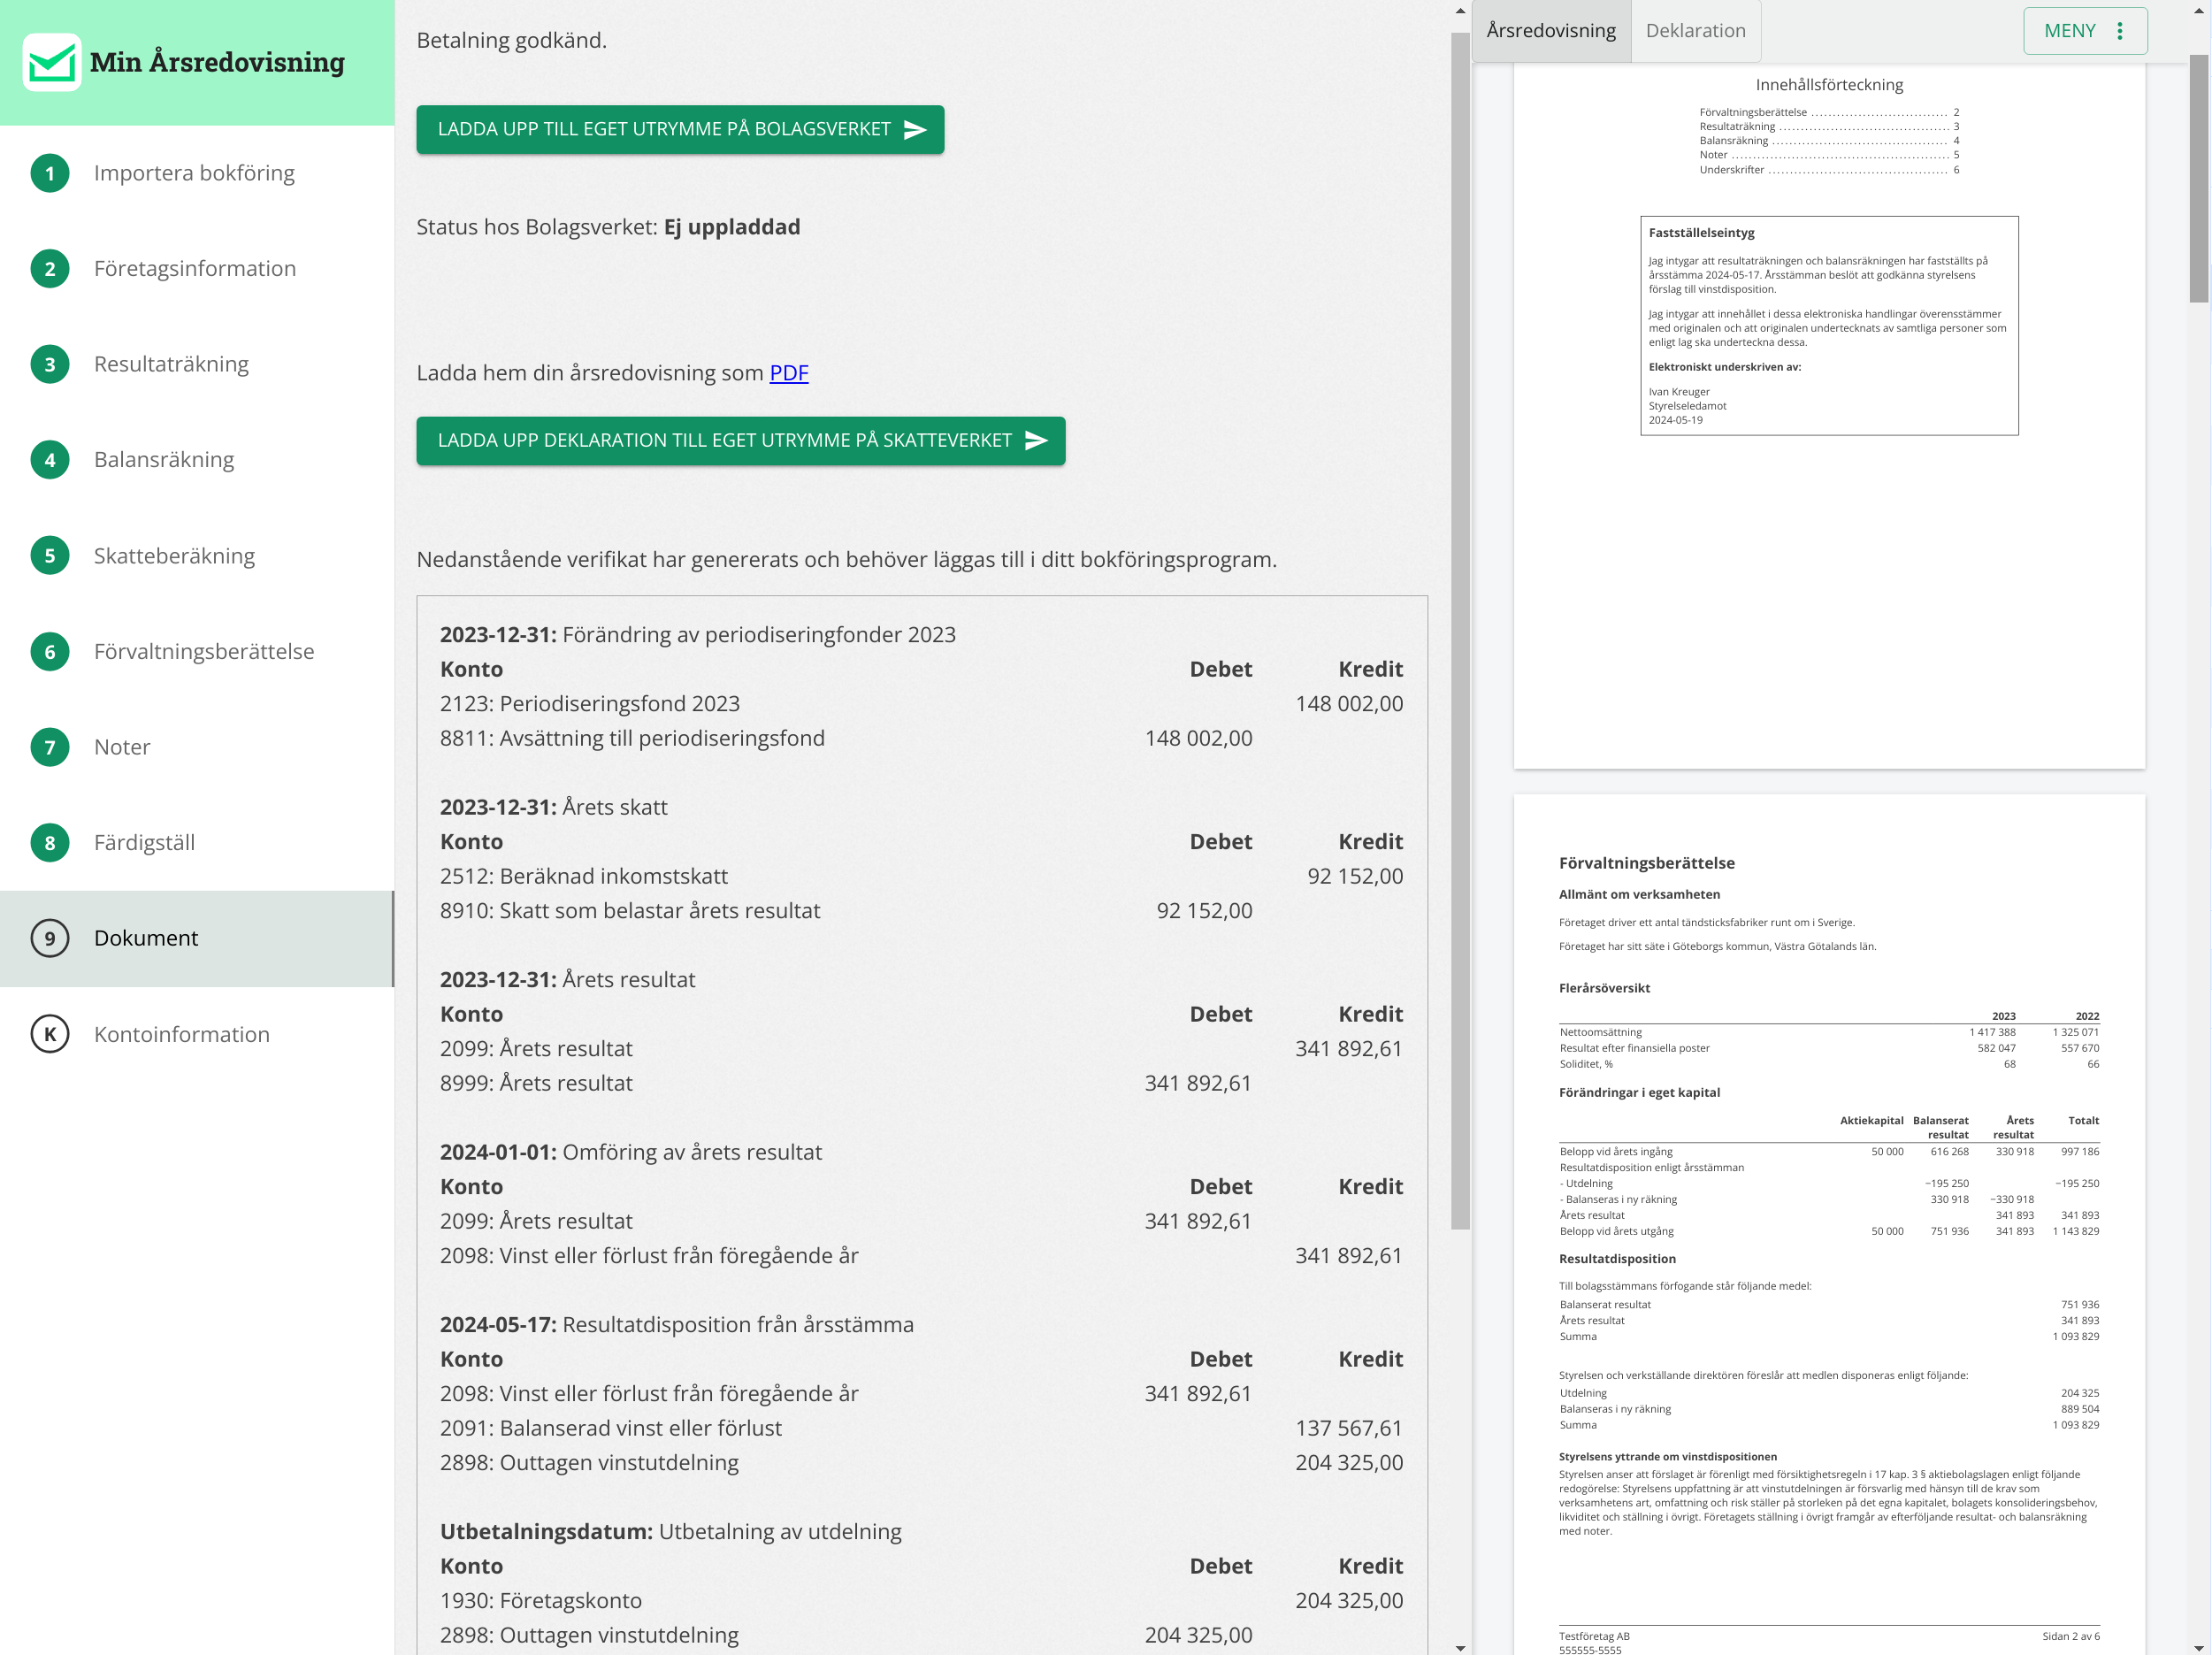 Min Årsredovisning
1 Importera bokföring
2 Företagsinformation
3 Resultaträkning
4 Balansräkning
5 Skatteberäkning
6 Förvaltningsberättelse
7 Noter
8 Färdigställ
9 Dokument
K Kontoinformation
Betalning godkänd.
LADDA UPP TILL EGET UTRYMME PÅ BOLAGSVERKET
Status hos Bolagsverket: Ej uppladdad
Ladda hem din årsredovisning som PDF
LADDA UPP DEKLARATION TILL EGET UTRYMME PÅ SKATTEVERKET
Nedanstående verifikat har genererats och behöver läggas till i ditt bokföringsprogram.
2023-12-31: Förändring av periodiseringfonder 2023
Konto Debet Kredit
2123: Periodiseringsfond 2023 148 002,00
8811: Avsättning till periodiseringsfond 148 002,00
2023-12-31: Årets skatt
Konto Debet Kredit
2512: Beräknad inkomstskatt 92 152,00
8910: Skatt som belastar årets resultat 92 152,00
2023-12-31: Årets resultat
Konto Debet Kredit
2099: Årets resultat 341 892,61
8999: Årets resultat 341 892,61
2024-01-01: Omföring av årets resultat
Konto Debet Kredit
2099: Årets resultat 341 892,61
2098: Vinst eller förlust från föregående år 341 892,61
2024-05-17: Resultatdisposition från årsstämma
Konto Debet Kredit
2098: Vinst eller förlust från föregående år 341 892,61
2091: Balanserad vinst eller förlust 137 567,61
2898: Outtagen vinstutdelning 204 325,00
Utbetalningsdatum: Utbetalning av utdelning
Konto Debet Kredit
1930: Företagskonto 204 325,00
2898: Outtagen vinstutdelning 204 325,00
Årsredovisning Deklaration MENY
Innehållsförteckning
Förvaltningsberättelse ................................ 2
Resultaträkning ........................................ 3
Balansräkning ......................................... 4
Noter ................................................... 5
Underskrifter .......................................... 6
Fastställelseintyg
Jag intygar att resultaträkningen och balansräkningen har fastställts på
årsstämma 2024-05-17. Årsstämman beslöt att godkänna styrelsens
förslag till vinstdisposition.
Jag intygar att innehållet i dessa elektroniska handlingar överensstämmer
med originalen och att originalen undertecknats av samtliga personer som
enligt lag ska underteckna dessa.
Elektroniskt underskriven av:
Ivan Kreuger
Styrelseledamot
2024-05-19
Förvaltningsberättelse
Allmänt om verksamheten
Företaget driver ett antal tändsticksfabriker runt om i Sverige.
Företaget har sitt säte i Göteborgs kommun, Västra Götalands län.
Flerårsöversikt
2023 2022
Nettoomsättning 1 417 388 1 325 071
Resultat efter finansiella poster 582 047 557 670
Soliditet, % 68 66
Förändringar i eget kapital
Aktiekapital Balanserat Årets Totalt
resultat resultat
Belopp vid årets ingång 50 000 616 268 330 918 997 186
Resultatdisposition enligt årsstämman
- Utdelning −195 250 −195 250
- Balanseras i ny räkning 330 918 −330 918
Årets resultat 341 893 341 893
Belopp vid årets utgång 50 000 751 936 341 893 1 143 829
Resultatdisposition
Till bolagsstämmans förfogande står följande medel:
Balanserat resultat 751 936
Årets resultat 341 893
Summa 1 093 829
Styrelsen och verkställande direktören föreslår att medlen disponeras enligt följande:
Utdelning 204 325
Balanseras i ny räkning 889 504
Summa 1 093 829
Styrelsens yttrande om vinstdispositionen
Styrelsen anser att förslaget är förenligt med försiktighetsregeln i 17 kap. 3 § aktiebolagslagen enligt följande
redogörelse: Styrelsens uppfattning är att vinstutdelningen är försvarlig med hänsyn till de krav som
verksamhetens art, omfattning och risk ställer på storleken på det egna kapitalet, bolagets konsolideringsbehov,
likviditet och ställning i övrigt. Företagets ställning i övrigt framgår av efterföljande resultat- och balansräkning
med noter.
Testföretag AB Sidan 2 av 6
555555-5555